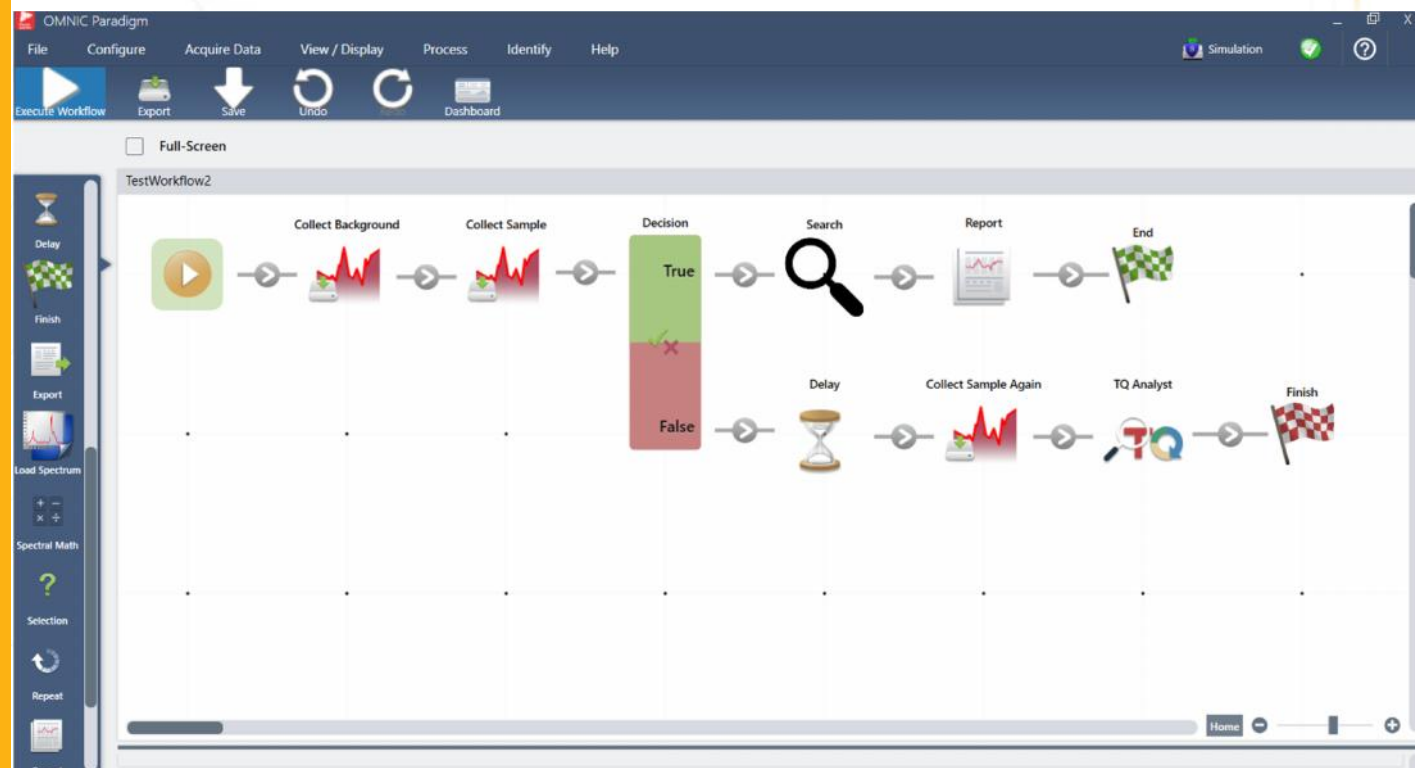 OMNIC Paradigm
File Configure Acquire Data View / Display Process Identify Help Simulation
Execute Workflow Export Save Undo Dashboard
Full-Screen
TestWorkflow2
Delay
Finish
Export
Load Spectrum
Spectral Math
Selection
Repeat
Collect Background Collect Sample Decision Search Report End
True
Delay Collect Sample Again TQ Analyst Finish
False
TQ
Home